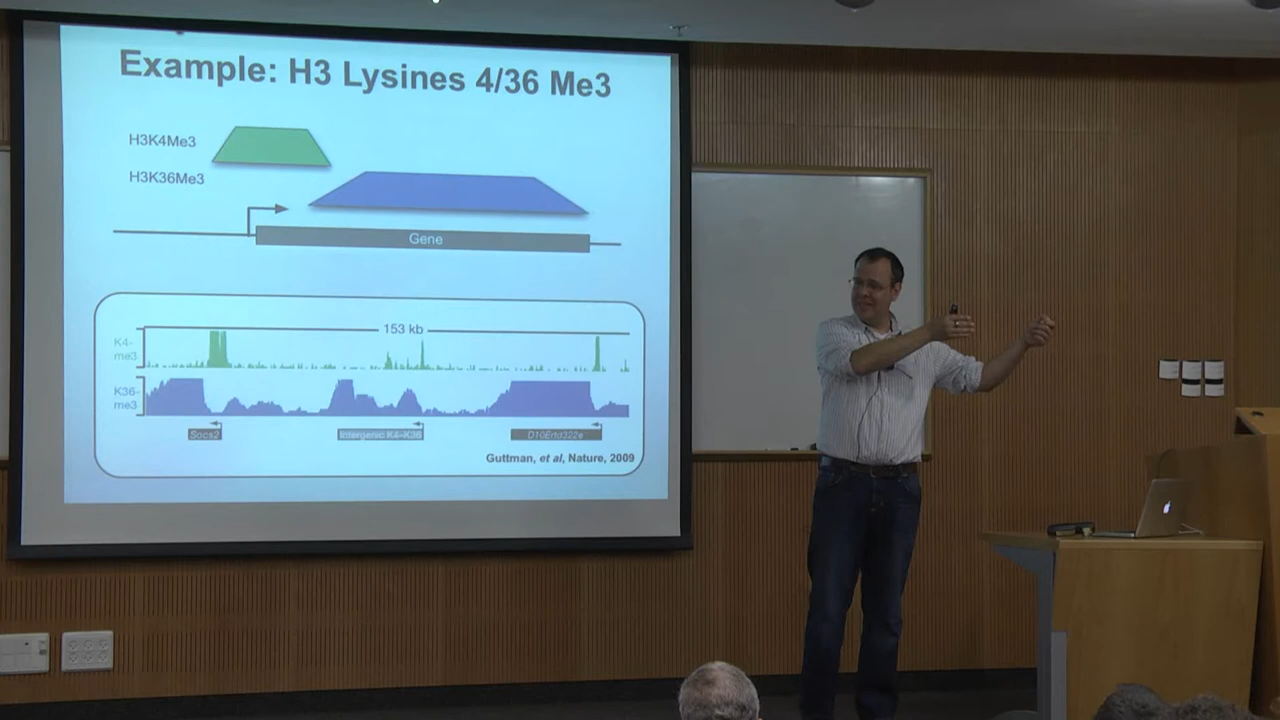 Example: H3 Lysines 4/36 Me3
H3K4Me3
H3K36Me3
Gene
153 kb
K4-
me3
K36-
me3
Socs2
Intergenic K4–K36
D10Ertd322e
Guttman, et al, Nature, 2009